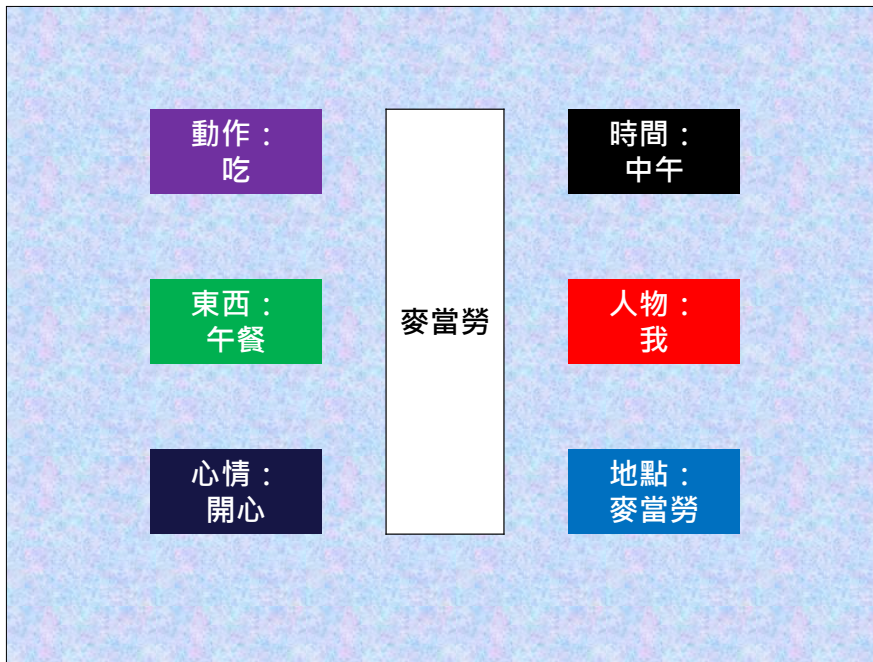 動作：
吃
時間：
中午
東西：
午餐
麥當勞
人物：
我
心情：
開心
地點：
麥當勞